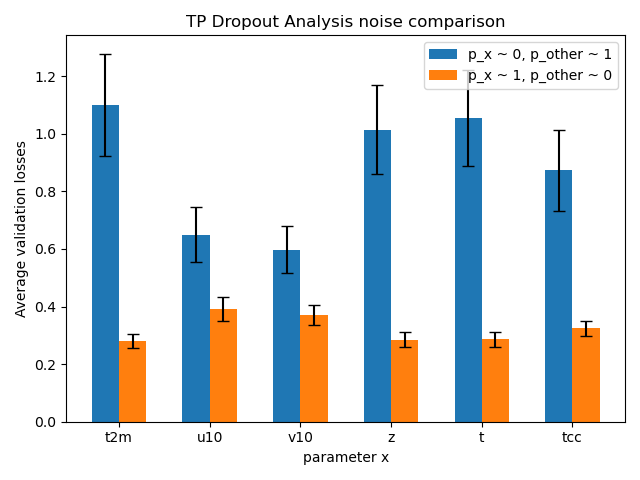 TP Dropout Analysis noise comparison
p_x ~ 0, p_other ~ 1
p_x ~ 1, p_other ~ 0
Average validation losses
1.2
1.0
0.8
0.6
0.4
0.2
0.0
t2m u10 v10 z t tcc
parameter x